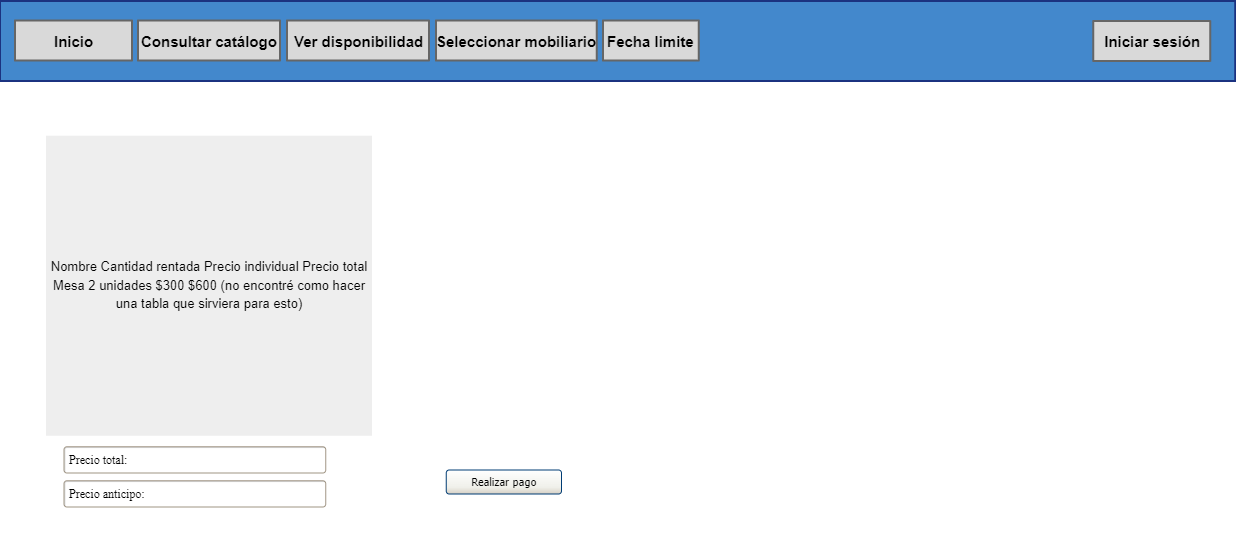 Inicio
Consultar catálogo
Ver disponibilidad
Seleccionar mobiliario
Fecha limite
Iniciar sesión
Nombre Cantidad rentada Precio individual Precio total
Mesa 2 unidades $300 $600 (no encontré como hacer
una tabla que sirviera para esto)
Precio total:
Precio anticipo:
Realizar pago